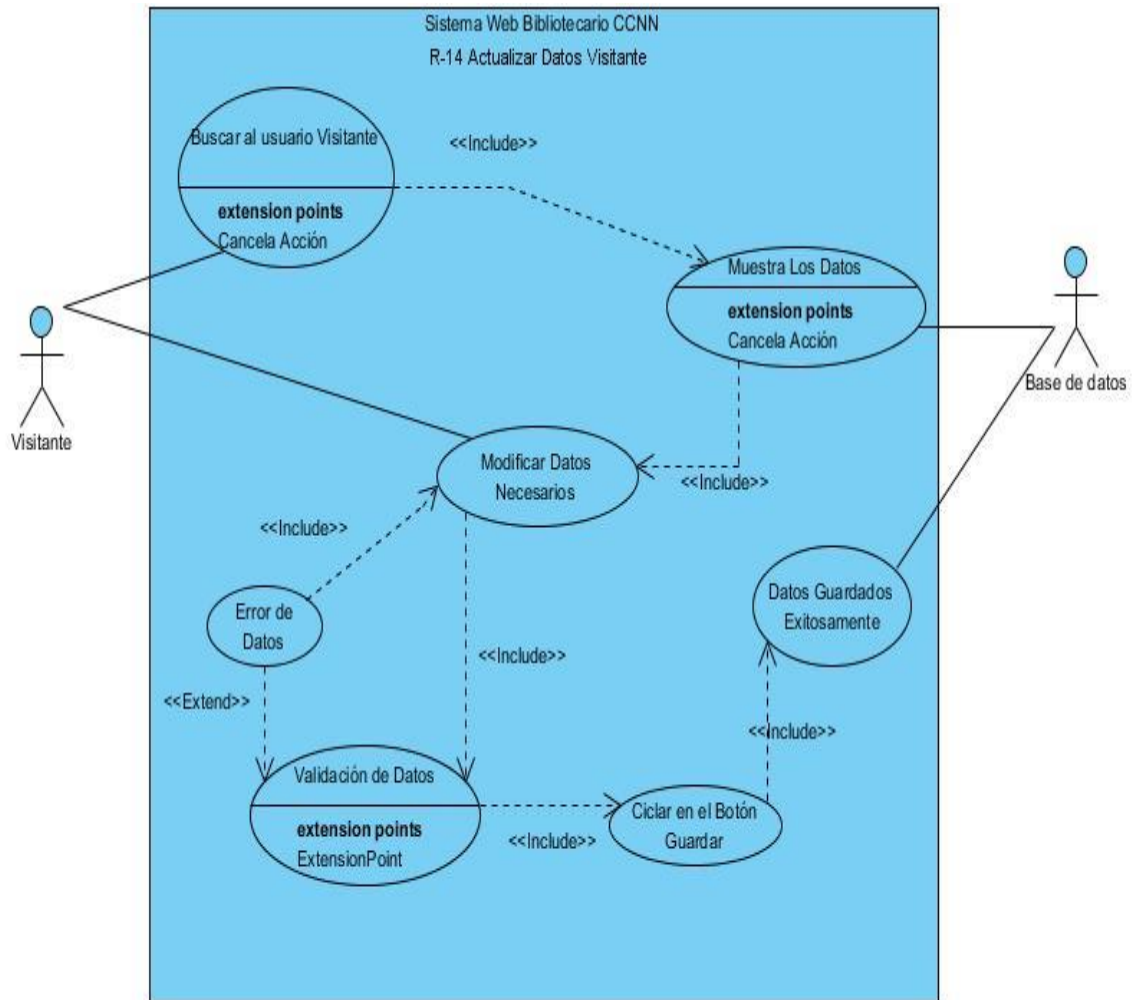 Sistema Web Bibliotecario CCNN
R-14 Actualizar Datos Visitante
Buscar al usuario Visitante
extension points
Cancela Acción
<<Include>>
Muestra Los Datos
extension points
Cancela Acción
Visitante
Base de datos
Modificar Datos
Necesarios
<<Include>>
<<Include>>
Error de
Datos
Datos Guardados
Exitosamente
<<Include>>
<<Extend>>
<<Include>>
Validación de Datos
extension points
ExtensionPoint
<<Include>>
Ciclar en el Botón
Guardar